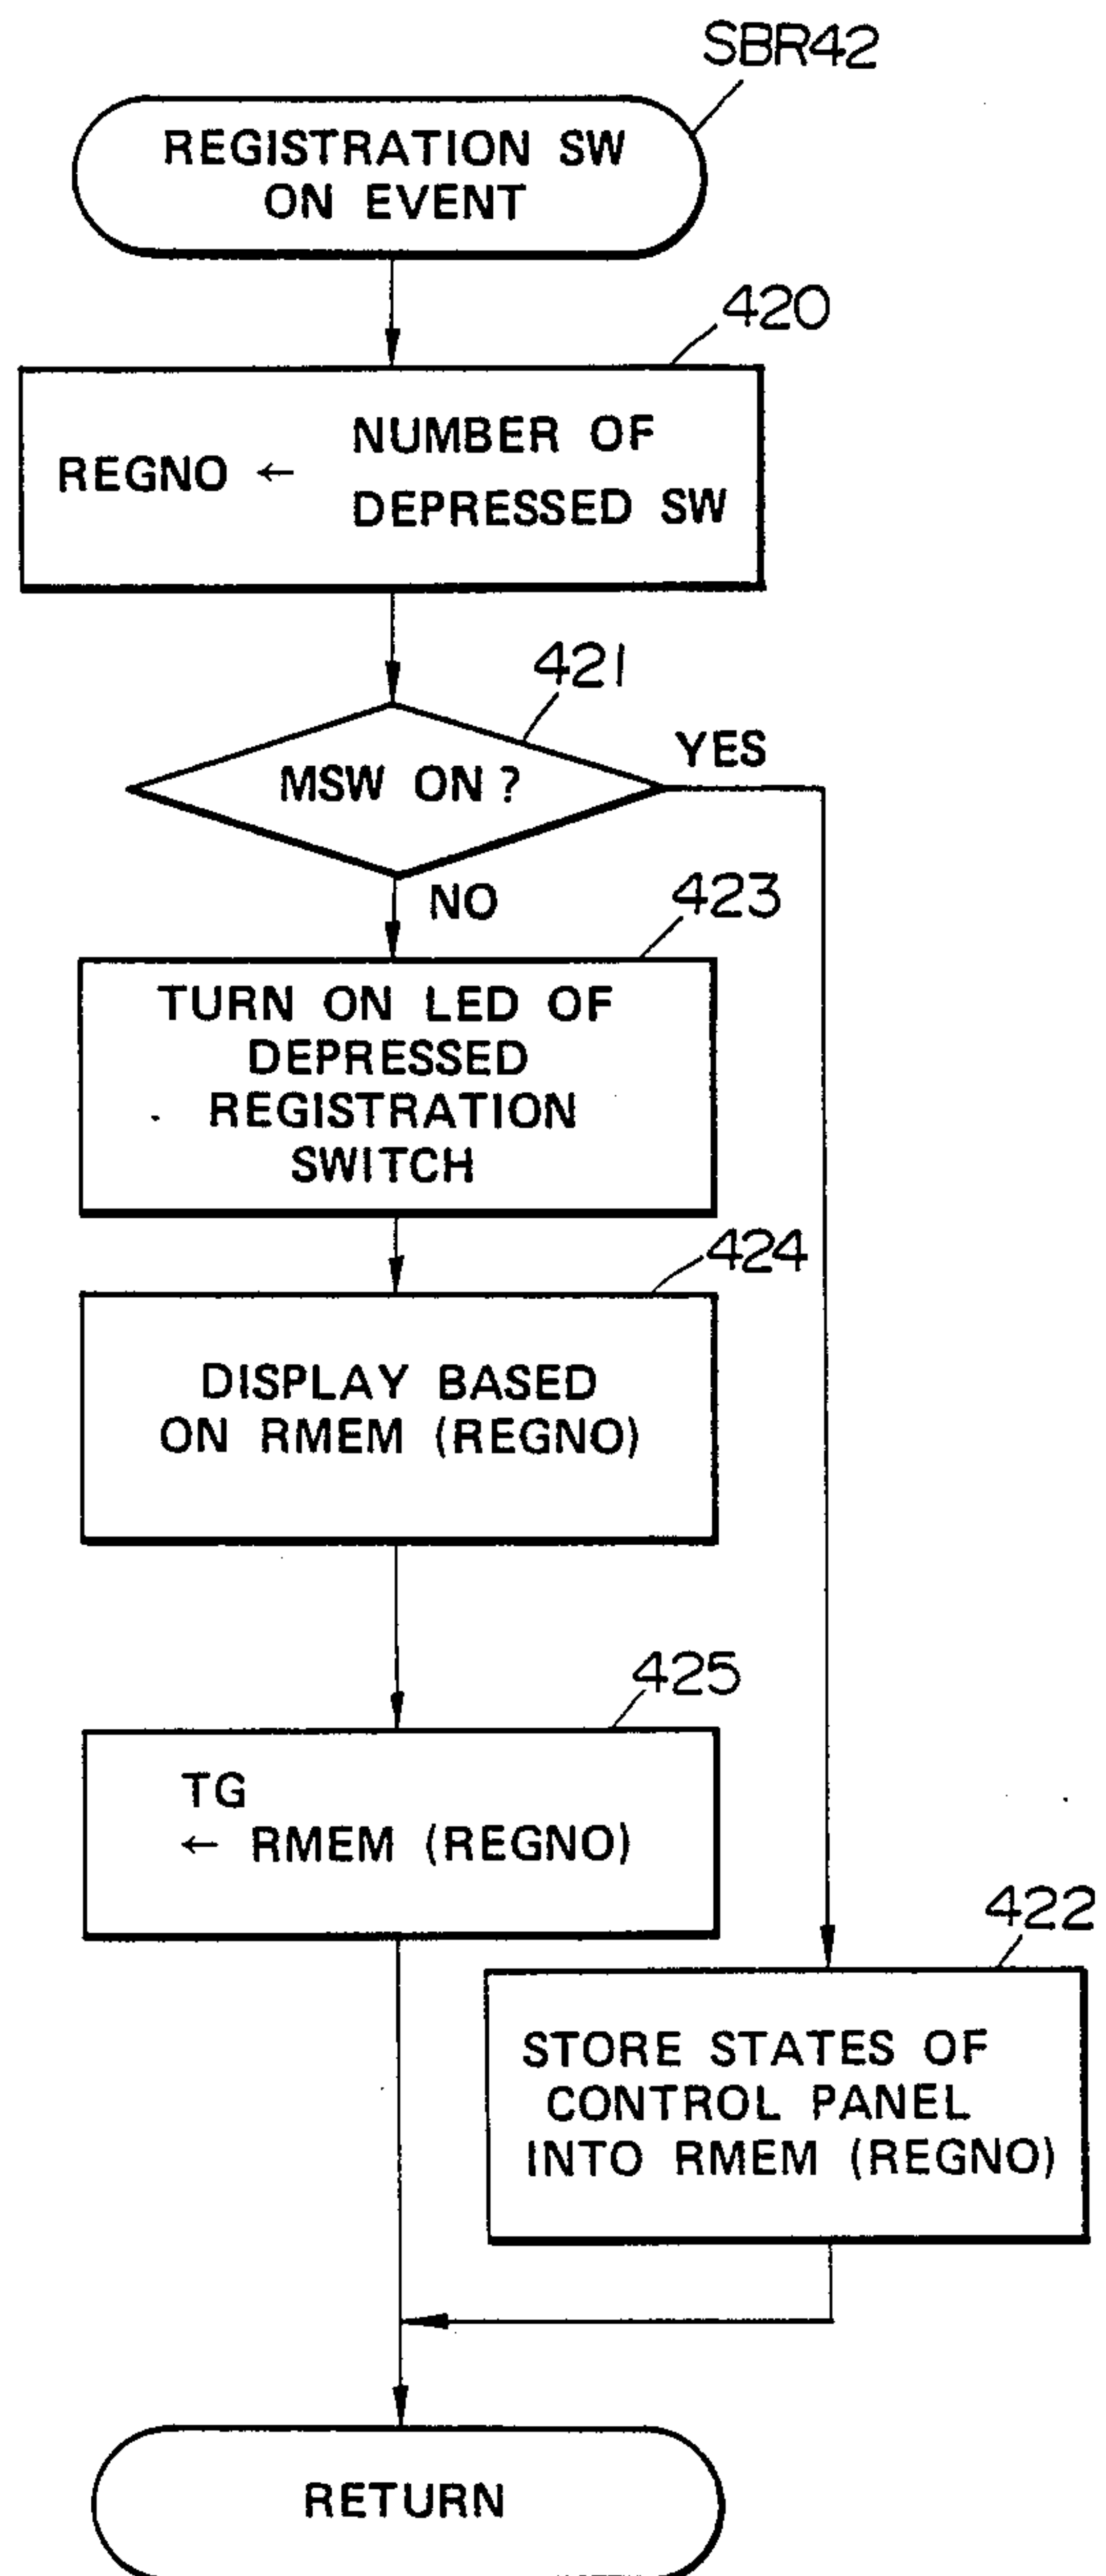 SBR42
REGISTRATION SW
ON EVENT
420
REGNO ← NUMBER OF
DEPRESSED SW
421
MSW ON ?
YES
NO
423
TURN ON LED OF
DEPRESSED
REGISTRATION
SWITCH
424
DISPLAY BASED
ON RMEM (REGNO)
425
TG
← RMEM (REGNO)
422
STORE STATES OF
CONTROL PANEL
INTO RMEM (REGNO)
RETURN